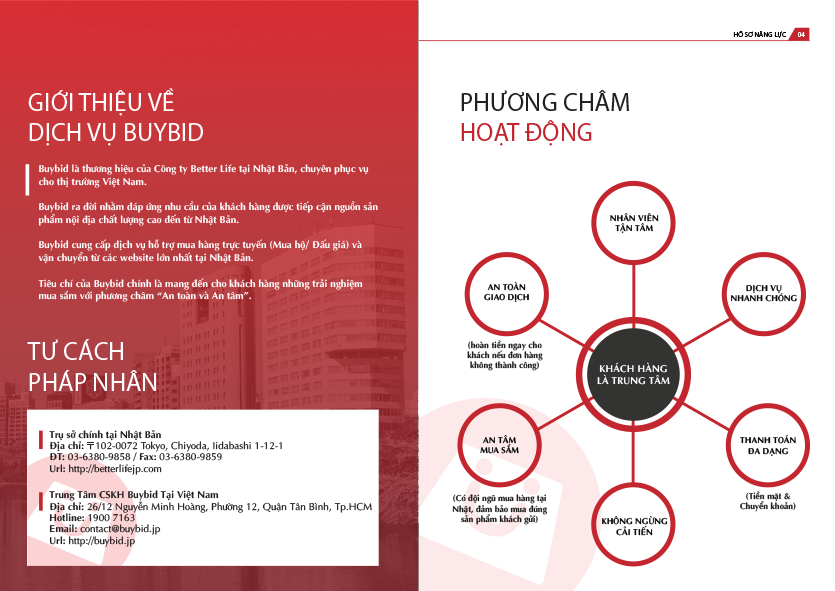 HỒ SƠ NĂNG LỰC 04
GIỚI THIỆU VỀ
DỊCH VỤ BUYBID
Buybid là thương hiệu của Công ty Better Life tại Nhật Bản, chuyên phục vụ
cho thị trường Việt Nam.
Buybid ra đời nhằm đáp ứng nhu cầu của khách hàng được tiếp cận nguồn sản
phẩm nội địa chất lượng cao đến từ Nhật Bản.
Buybid cung cấp dịch vụ hỗ trợ mua hàng trực tuyến (Mua hộ/ Đấu giá) và
vận chuyển từ các website lớn nhất tại Nhật Bản.
Tiêu chí của Buybid chính là mang đến cho khách hàng những trải nghiệm
mua sắm với phương châm “An toàn và An tâm”.
TƯ CÁCH
PHÁP NHÂN
Trụ sở chính tại Nhật Bản
Địa chỉ: 〒102-0072 Tokyo, Chiyoda, Iidabashi 1-12-1
ĐT: 03-6380-9858 / Fax: 03-6380-9859
Url: http://betterlifejp.com
Trung Tâm CSKH Buybid Tại Việt Nam
Địa chỉ: 26/12 Nguyễn Minh Hoàng, Phường 12, Quận Tân Bình, Tp.HCM
Hotline: 1900 7163
Email: contact@buybid.jp
Url: http://buybid.jp
PHƯƠNG CHÂM
HOẠT ĐỘNG
NHÂN VIÊN
TẬN TÂM
AN TOÀN
GIAO DỊCH
(hoàn tiền ngay cho
khách nếu đơn hàng
không thành công)
DỊCH VỤ
NHANH CHÓNG
KHÁCH HÀNG
LÀ TRUNG TÂM
AN TÂM
MUA SẮM
(Có đội ngũ mua hàng tại
Nhật, đảm bảo mua đúng
sản phẩm khách gửi)
THANH TOÁN
ĐA DẠNG
(Tiền mặt &
Chuyển khoản)
KHÔNG NGỪNG
CẢI TIẾN